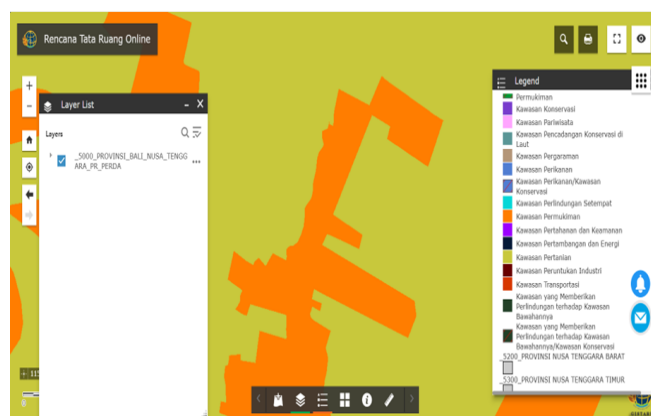 Rencana Tata Ruang Online
Layer List
Layers
_5000_PROVINSI_BALI_NUSA_TENGG
ARA_PR_PERDA
Legend
Permukiman
Kawasan Konservasi
Kawasan Pariwisata
Kawasan Pencadangan Konservasi di
Laut
Kawasan Pergaraman
Kawasan Perikanan
Kawasan Perikanan/Kawasan
Konservasi
Kawasan Perlindungan Setempat
Kawasan Permukiman
Kawasan Pertahanan dan Keamanan
Kawasan Pertambangan dan Energi
Kawasan Pertanian
Kawasan Peruntukan Industri
Kawasan Transportasi
Kawasan yang Memberikan
Perlindungan terhadap Kawasan
Bawahannya
Kawasan yang Memberikan
Perlindungan terhadap Kawasan
Bawahannya/Kawasan Konservasi
_5200_PROVINSI NUSA TENGGARA BARAT
_5300_PROVINSI NUSA TENGGARA TIMUR